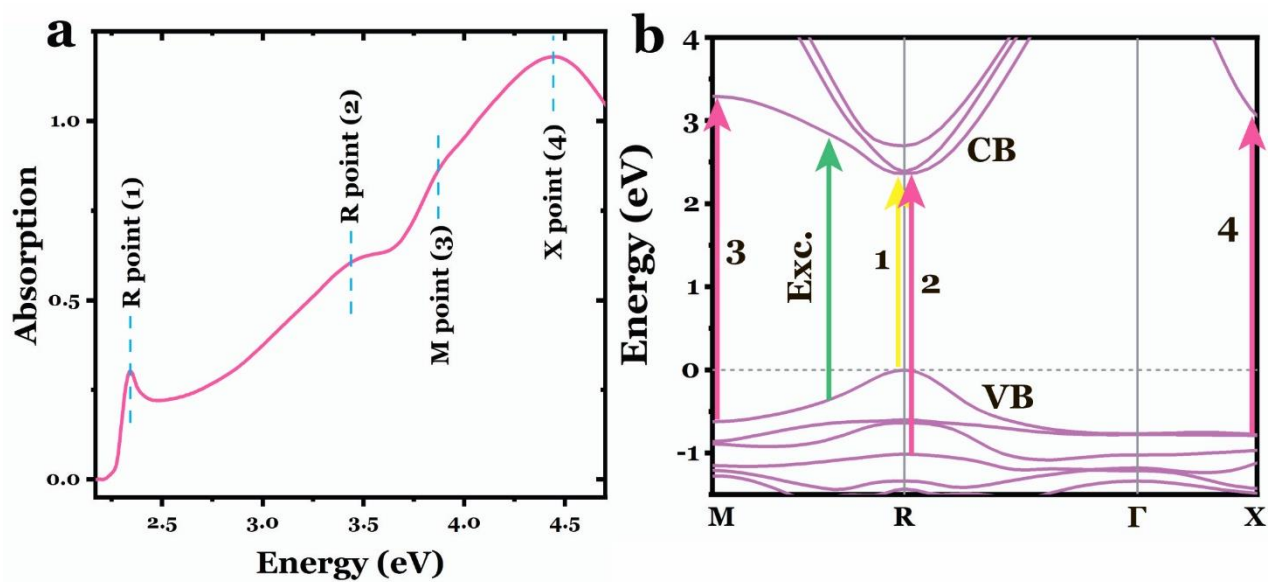 a
Absorption
1.0
0.5
0.0
R point (1)
R point (2)
M point (3)
X point (4)
2.5 3.0 3.5 4.0 4.5
Energy (eV)
b
Energy (eV)
4
3
2
1
0
-1
CB
VB
3
Exc.
1
2
4
M R Γ X